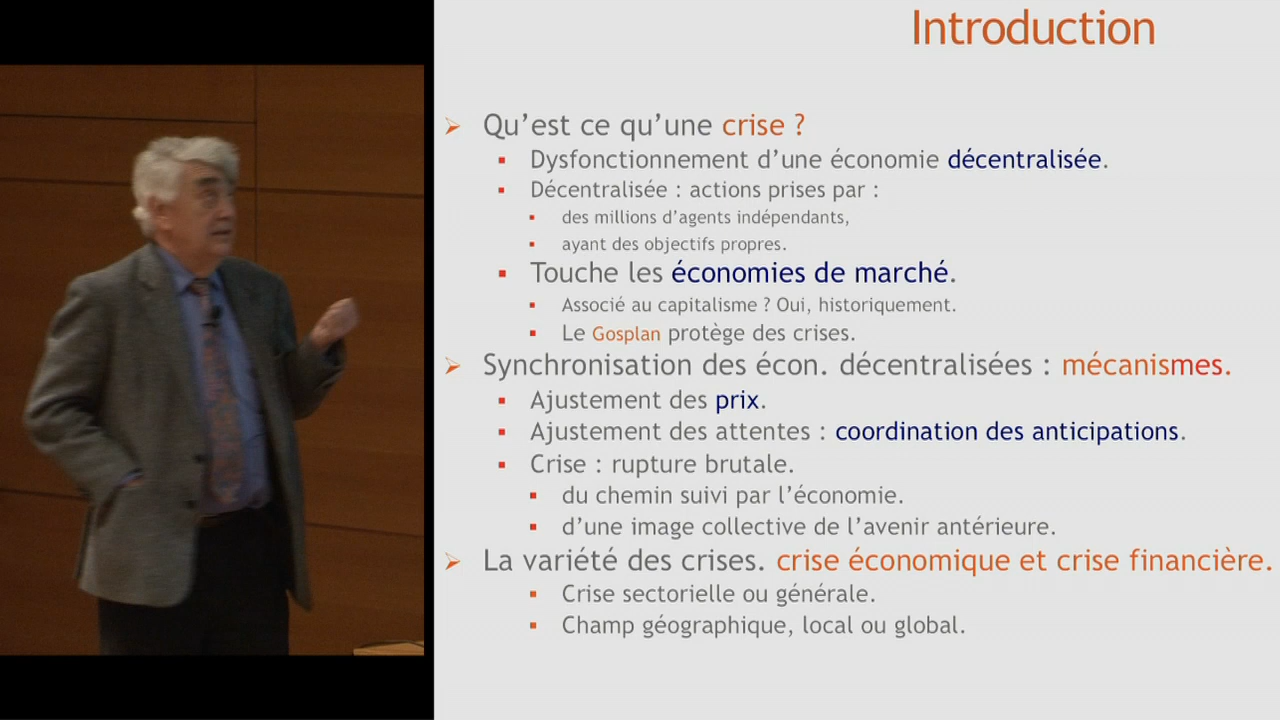 Introduction
Qu’est ce qu’une crise ?
Dysfonctionnement d’une économie décentralisée.
Décentralisée : actions prises par :
des millions d’agents indépendants,
ayant des objectifs propres.
Touche les économies de marché.
Associé au capitalisme ? Oui, historiquement.
Le Gosplan protège des crises.
Synchronisation des écon. décentralisées : mécanismes.
Ajustement des prix.
Ajustement des attentes : coordination des anticipations.
Crise : rupture brutale.
du chemin suivi par l’économie.
d’une image collective de l’avenir antérieure.
La variété des crises. crise économique et crise financière.
Crise sectorielle ou générale.
Champ géographique, local ou global.